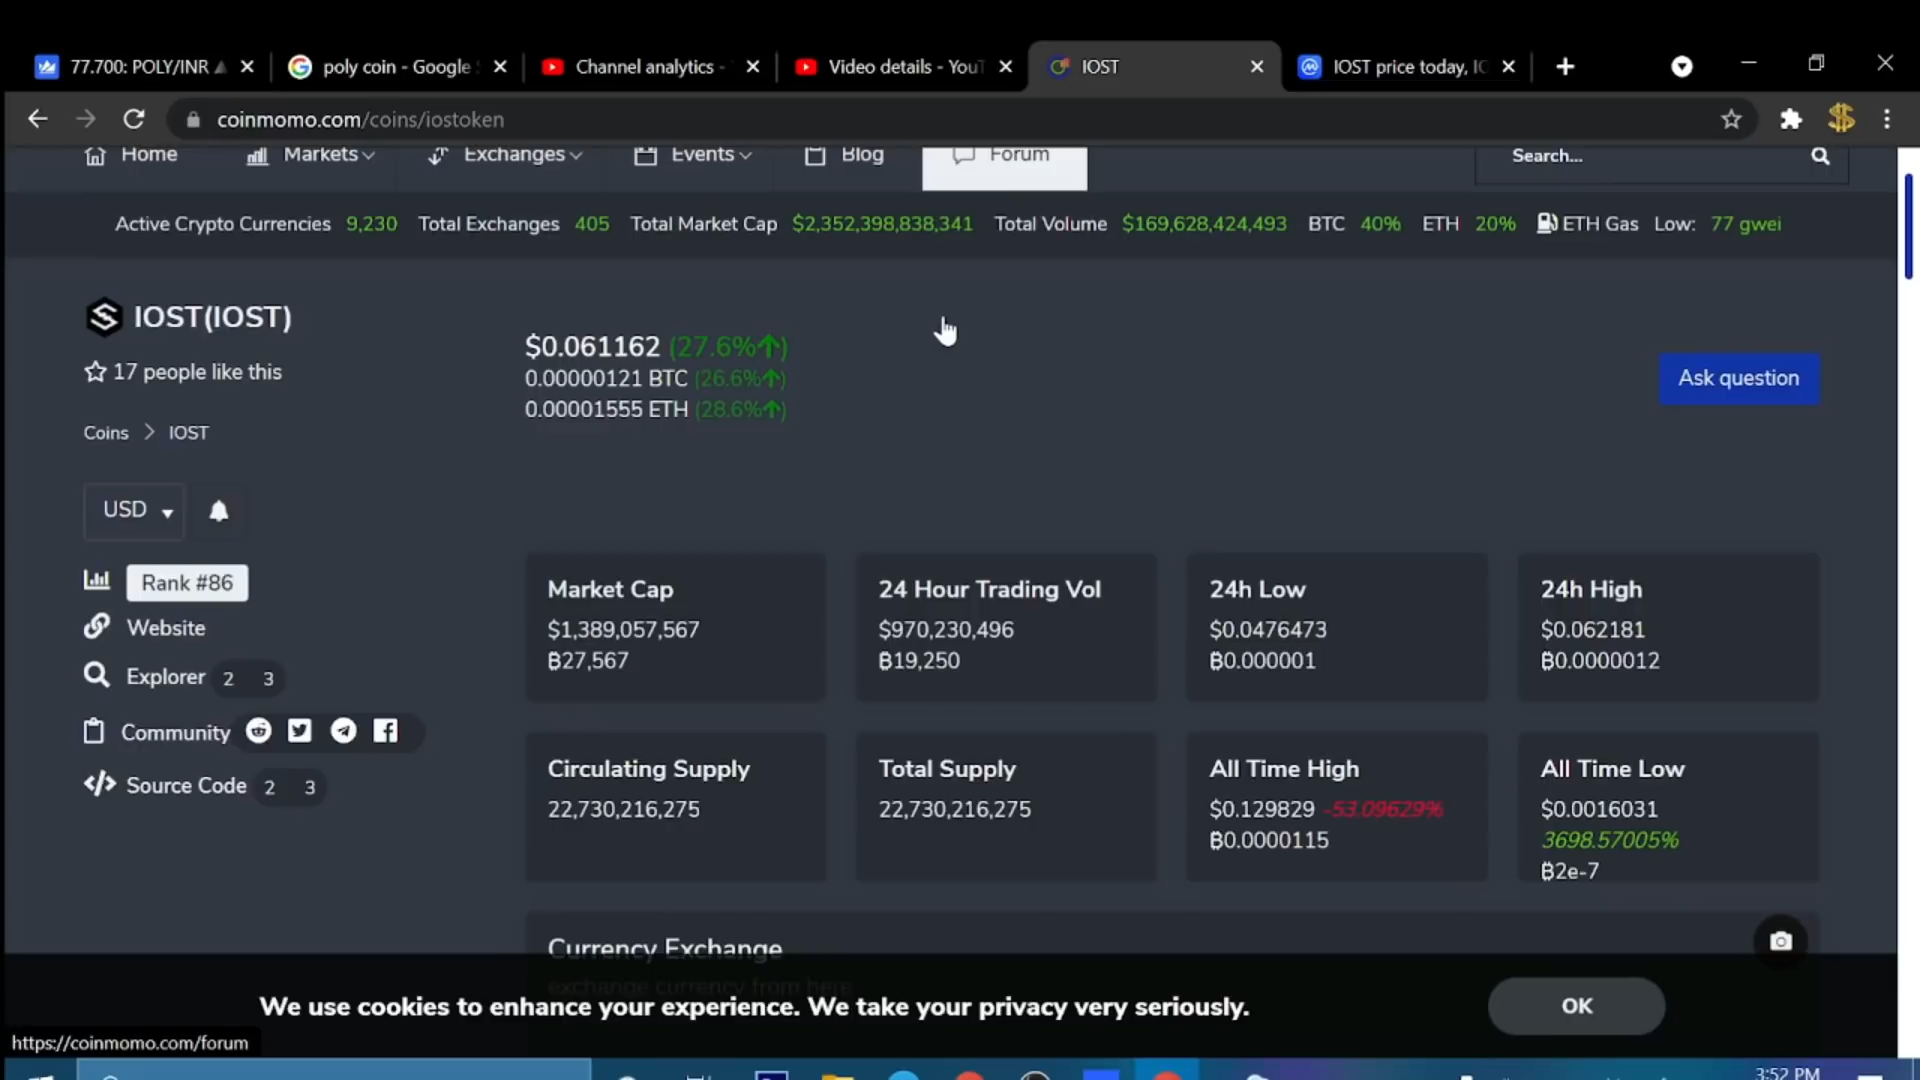 77.700: POLY/INR
poly coin - Google
Channel analytics -
Video details - YouT
IOST
IOST price today, IC
coinmomo.com/coins/iostoken
Home
Markets
Exchanges
Events
Blog
Forum
Search...
Active Crypto Currencies 9,230 Total Exchanges 405 Total Market Cap $2,352,398,838,341 Total Volume $169,628,424,493 BTC 40% ETH 20% ETH Gas Low: 77 gwei
IOST(IOST)
17 people like this
Coins > IOST
$0.061162 (27.6%↑)
0.00000121 BTC (26.6%↑)
0.00001555 ETH (28.6%↑)
Ask question
USD
Rank #86
Website
Explorer 2 3
Community
Source Code 2 3
Market Cap
$1,389,057,567
₿27,567
24 Hour Trading Vol
$970,230,496
₿19,250
24h Low
$0.0476473
₿0.000001
24h High
$0.062181
₿0.0000012
Circulating Supply
22,730,216,275
Total Supply
22,730,216,275
All Time High
$0.129829 -53.09629%
₿0.0000115
All Time Low
$0.0016031
3698.57005%
₿2e-7
Currency Exchange
exchange currency from here
We use cookies to enhance your experience. We take your privacy very seriously.
OK
https://coinmomo.com/forum
3:52 PM